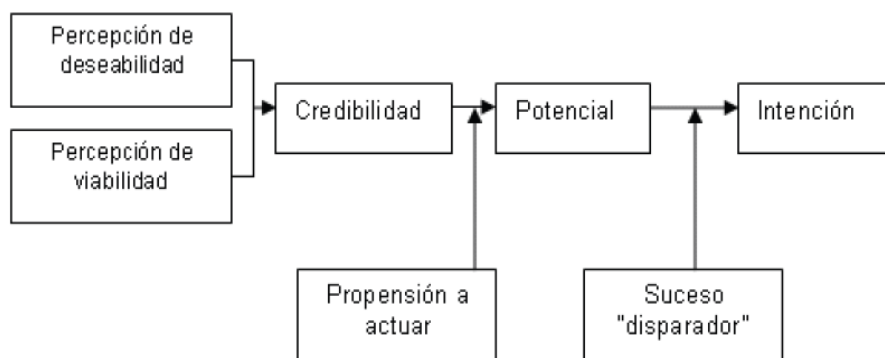 Percepción de
deseabilidad
Percepción de
viabilidad
Credibilidad
Potencial
Intención
Propensión a
actuar
Suceso
"disparador"